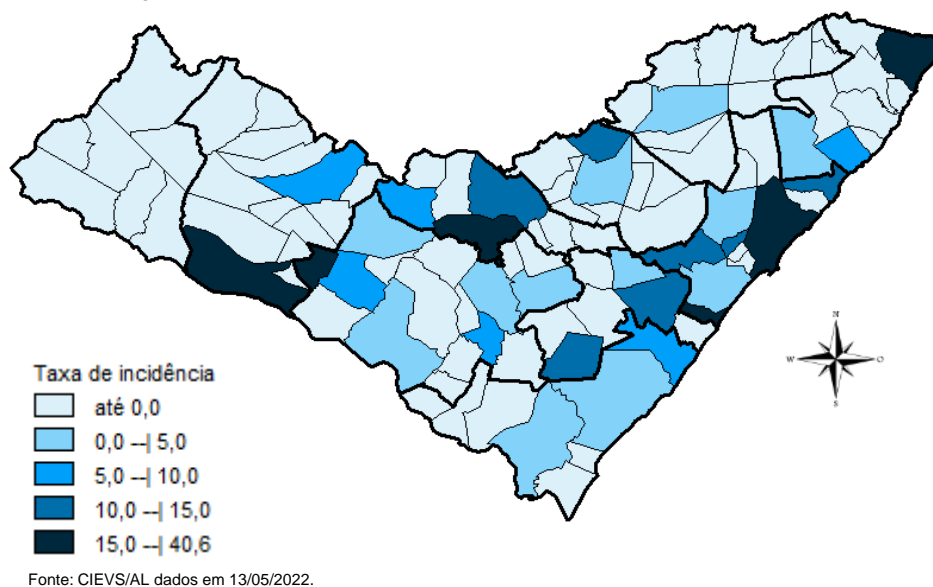 N
W
O
S
Taxa de incidência
até 0,0
0,0 --| 5,0
5,0 --| 10,0
10,0 --| 15,0
15,0 --| 40,6
Fonte: CIEVS/AL dados em 13/05/2022.